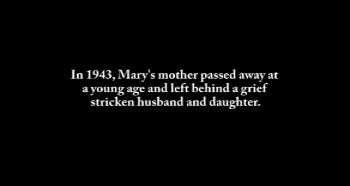 In 1943, Mary's mother passed away at
a young age and left behind a grief
stricken husband and daughter.